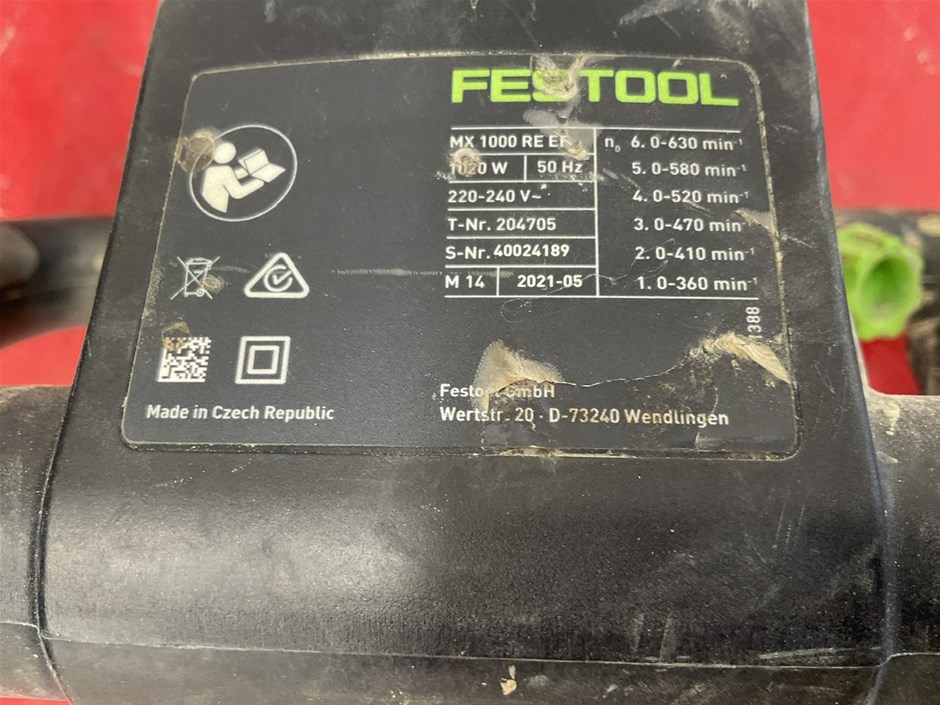 FESTOOL
MX 1000 RE EF
1020 W 50 Hz
220-240 V~
T-Nr. 204705
S-Nr. 40024189
M 14 2021-05
n₀ 6. 0-630 min⁻¹
5. 0-580 min⁻¹
4. 0-520 min⁻¹
3. 0-470 min⁻¹
2. 0-410 min⁻¹
1. 0-360 min⁻¹
Festool GmbH
Wertstr. 20 · D-73240 Wendlingen
Made in Czech Republic